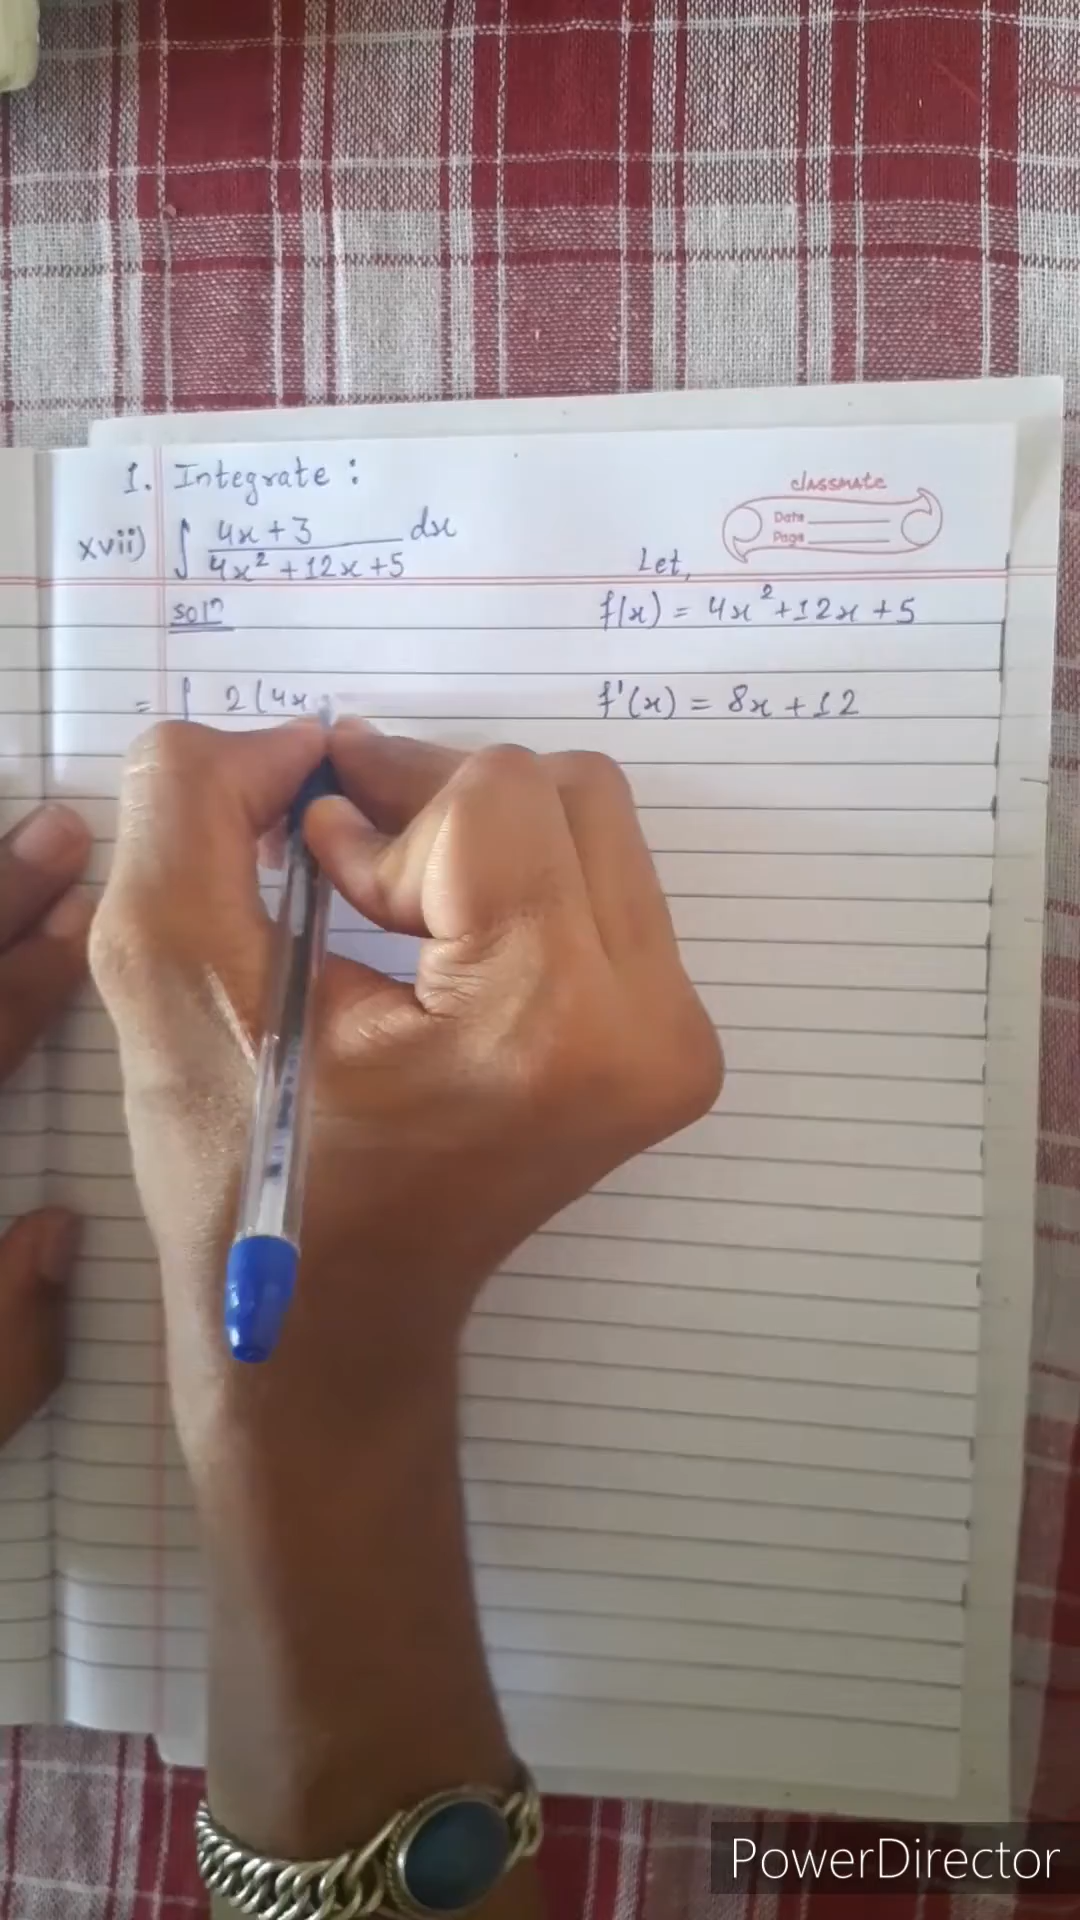 1. Integrate :
xvii) ∫ (4x+3)/(4x²+12x+5) dx
classmate
Date
Page
Let,
soln
f(x) = 4x²+12x+5
= ∫ 2(4x
f'(x) = 8x+12
PowerDirector